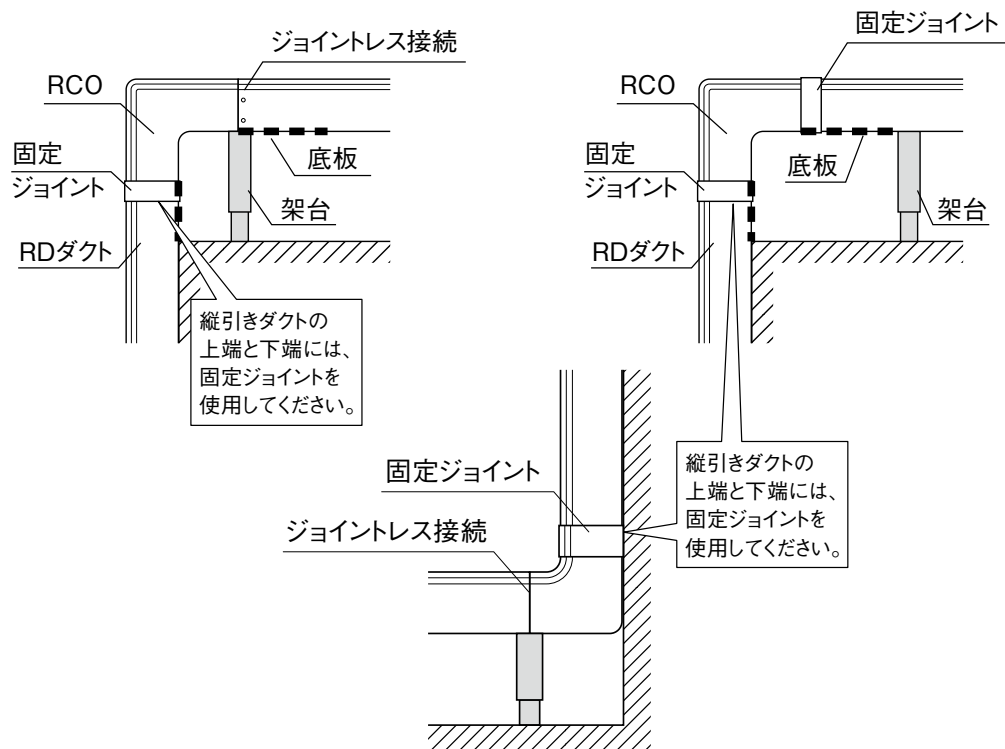 ジョイントレス接続
RCO
固定
ジョイント
底板
架台
RDダクト
縦引きダクトの
上端と下端には、
固定ジョイントを
使用してください。
固定ジョイント
RCO
固定
ジョイント
底板
架台
RDダクト
縦引きダクトの
上端と下端には、
固定ジョイントを
使用してください。
固定ジョイント
ジョイントレス接続